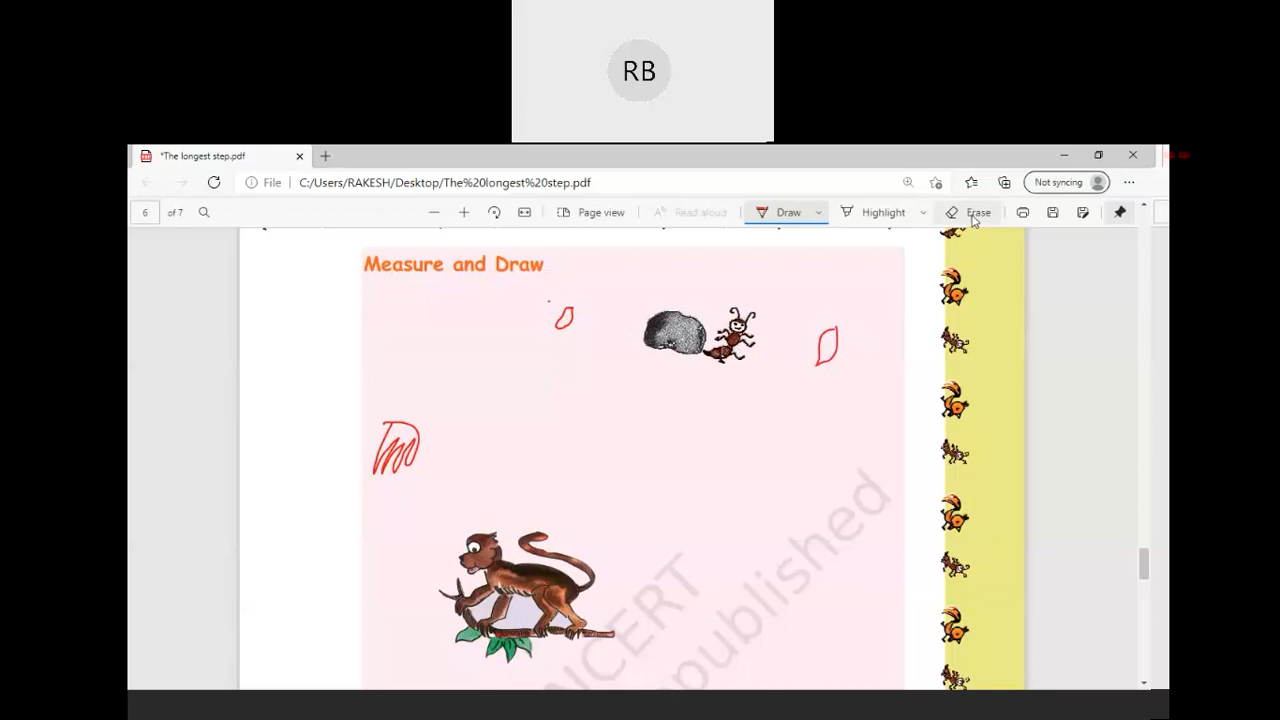 RB
*The longest step.pdf
File C:/Users/RAKESH/Desktop/The%20longest%20step.pdf Not syncing
6 of 7 Page view Read aloud Draw Highlight Erase
Measure and Draw
NCERT
published